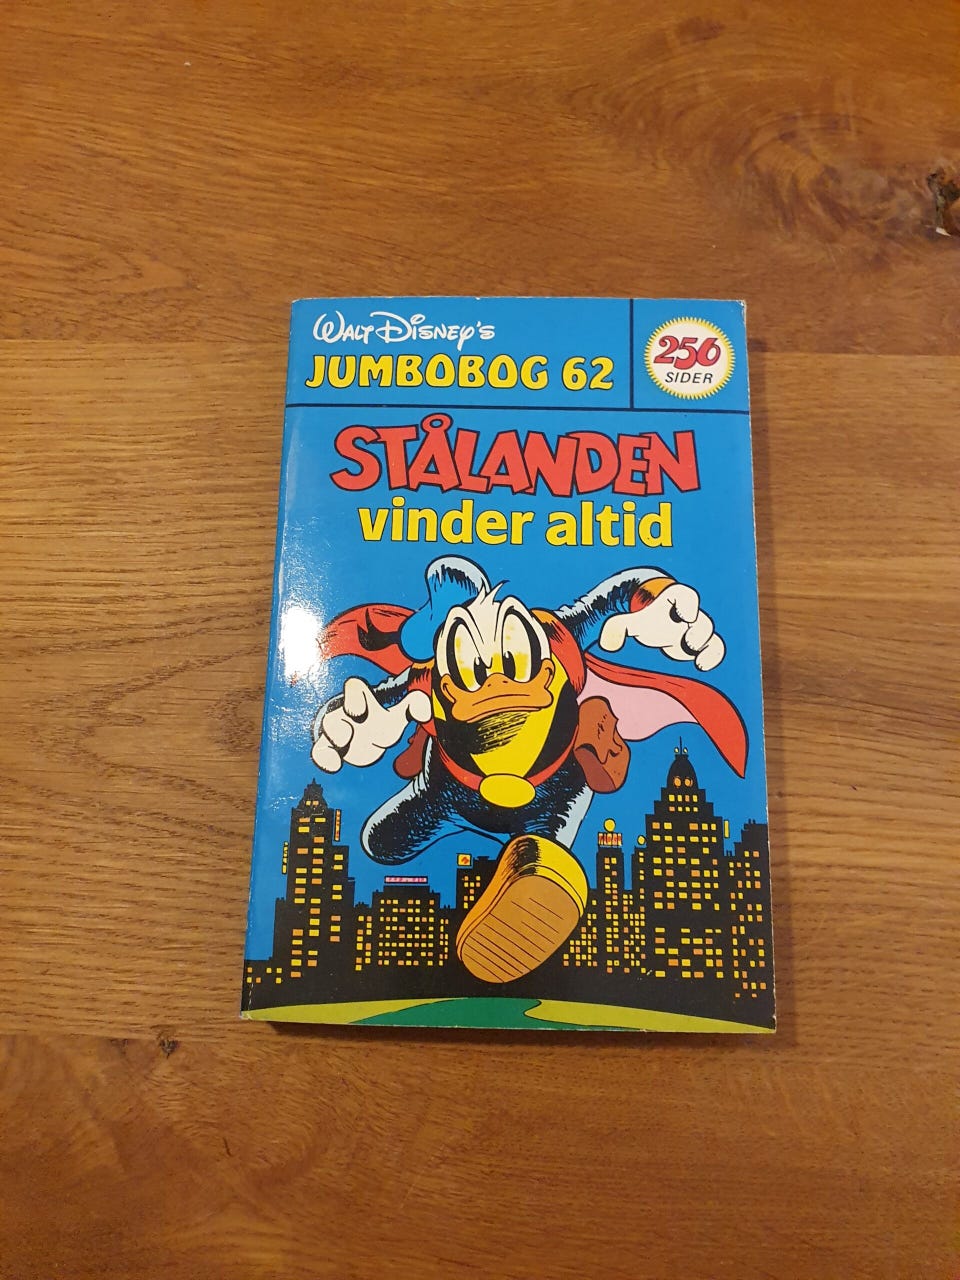 Walt Disney's
JUMBOBOG 62
256
SIDER
STÅLANDEN
vinder altid